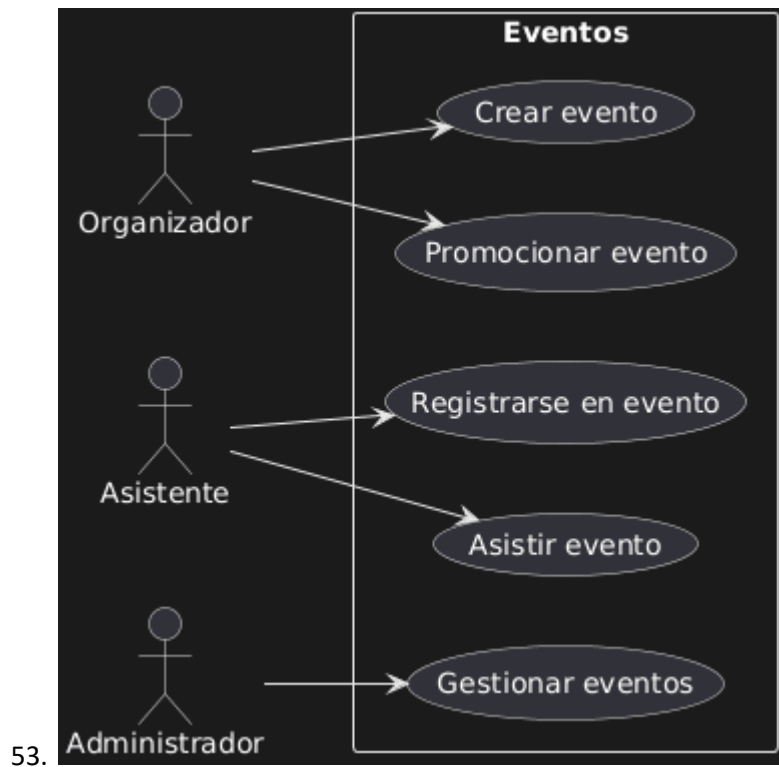 Eventos
Crear evento
Organizador
Promocionar evento
Registrarse en evento
Asistente
Asistir evento
Gestionar eventos
53.
Administrador